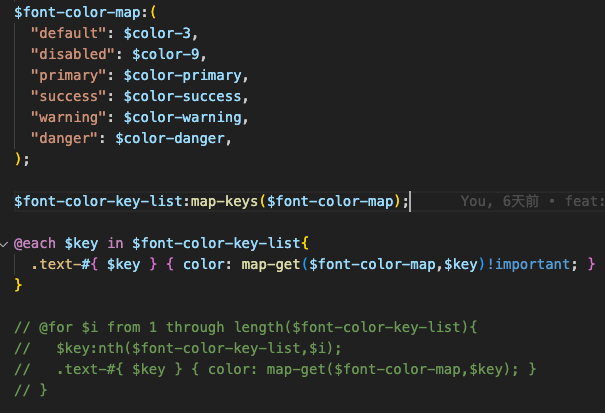 $font-color-map:(
  "default": $color-3,
  "disabled": $color-9,
  "primary": $color-primary,
  "success": $color-success,
  "warning": $color-warning,
  "danger": $color-danger,
);
$font-color-key-list:map-keys($font-color-map); You, 6天前 • feat:
@each $key in $font-color-key-list{
  .text-#{ $key } { color: map-get($font-color-map,$key)!important; }
}
// @for $i from 1 through length($font-color-key-list){
//   $key:nth($font-color-key-list,$i);
//   .text-#{ $key } { color: map-get($font-color-map,$key); }
// }